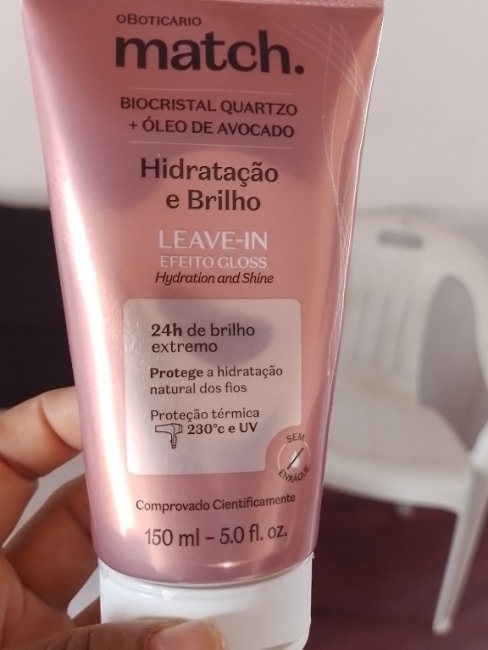 oBOTICÁRIO
match.
BIOCRISTAL QUARTZO
+ ÓLEO DE AVOCADO
Hidratação
e Brilho
LEAVE-IN
EFEITO GLOSS
Hydration and Shine
24h de brilho
extremo
Protege a hidratação
natural dos fios
Proteção térmica
230°c e UV
SEM
ENXÁGUE
Comprovado Cientificamente
150 ml – 5.0 fl. oz.